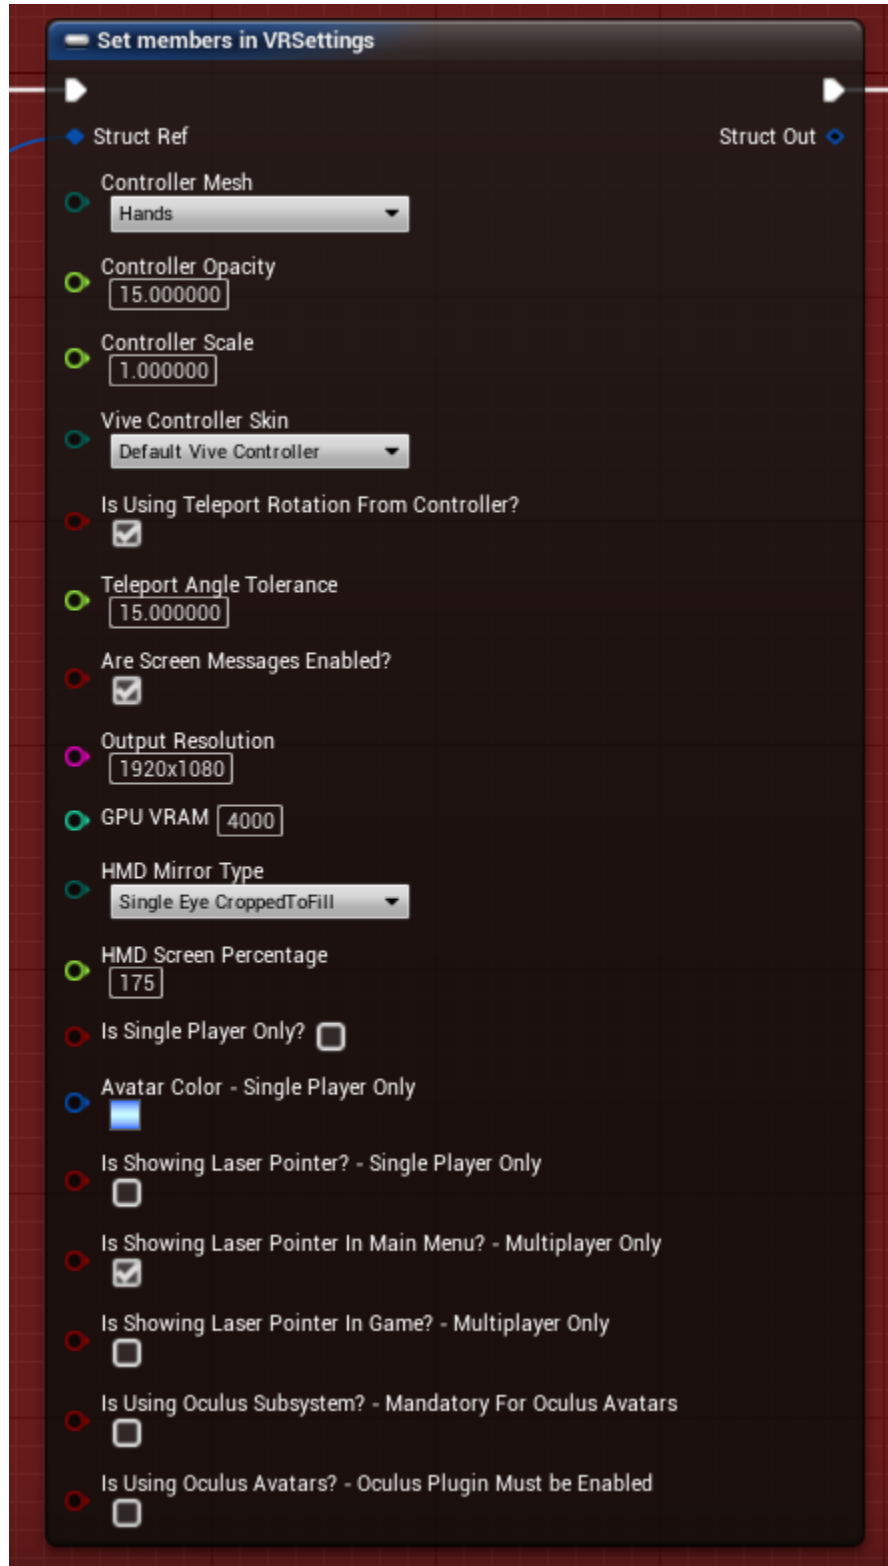 Set members in VRSettings
Struct Ref Struct Out
Controller Mesh
Hands
Controller Opacity
15.000000
Controller Scale
1.000000
Vive Controller Skin
Default Vive Controller
Is Using Teleport Rotation From Controller?
Teleport Angle Tolerance
15.000000
Are Screen Messages Enabled?
Output Resolution
1920x1080
GPU VRAM 4000
HMD Mirror Type
Single Eye CroppedToFill
HMD Screen Percentage
175
Is Single Player Only?
Avatar Color - Single Player Only
Is Showing Laser Pointer? - Single Player Only
Is Showing Laser Pointer In Main Menu? - Multiplayer Only
Is Showing Laser Pointer In Game? - Multiplayer Only
Is Using Oculus Subsystem? - Mandatory For Oculus Avatars
Is Using Oculus Avatars? - Oculus Plugin Must be Enabled